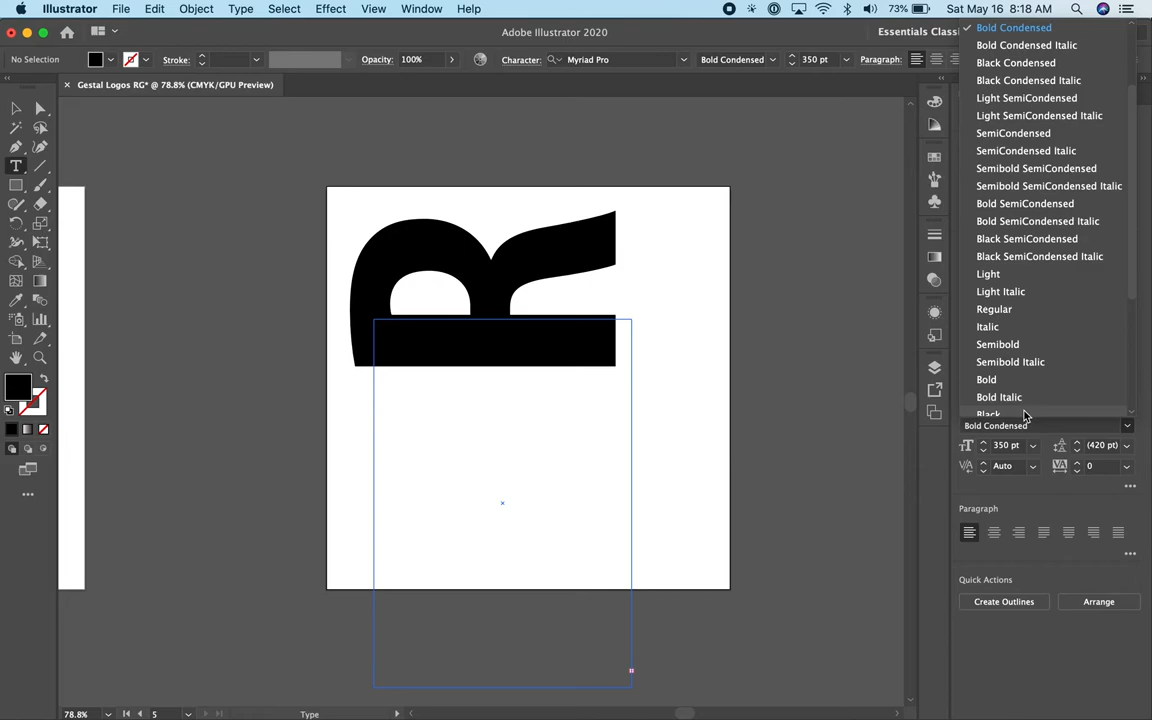 Illustrator File Edit Object Type Select Effect View Window Help 73% Sat May 16 8:18 AM
Adobe Illustrator 2020 Essentials Classi
No Selection Stroke: Opacity: 100% Character: Myriad Pro Bold Condensed 350 pt Paragraph:
× Gestal Logos RG* @ 78.8% (CMYK/GPU Preview)
Bold Condensed
Bold Condensed Italic
Black Condensed
Black Condensed Italic
Light SemiCondensed
Light SemiCondensed Italic
SemiCondensed
SemiCondensed Italic
Semibold SemiCondensed
Semibold SemiCondensed Italic
Bold SemiCondensed
Bold SemiCondensed Italic
Black SemiCondensed
Black SemiCondensed Italic
Light
Light Italic
Regular
Italic
Semibold
Semibold Italic
Bold
Bold Italic
Black
Bold Condensed
350 pt (420 pt)
Auto 0
Paragraph
Quick Actions
Create Outlines Arrange
R
78.8% 5 Type